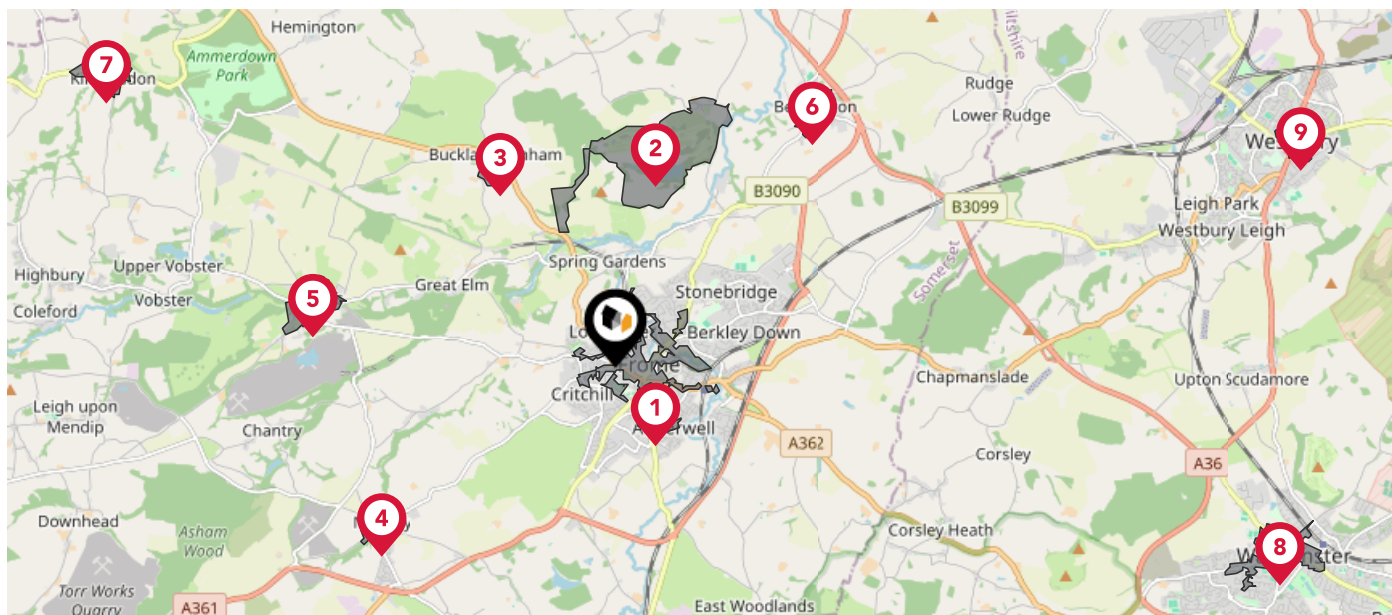 Hemington
iltshire
Ammerdown
Park
7
Rudge
Lower Rudge
6
9
3
2
B3090
B3099
Leigh Park
Westbury Leigh
Somerset
Highbury
Upper Vobster
Spring Gardens
Vobster
Great Elm
Coleford
5
Stonebridge
Berkley Down
Chapmanslade
Upton Scudamore
Critchill
Leigh upon
Mendip
1
Chantry
A362
Corsley
A36
Downhead
4
Asham
Wood
Corsley Heath
8
Torr Works
Quarry
A361
East Woodlands